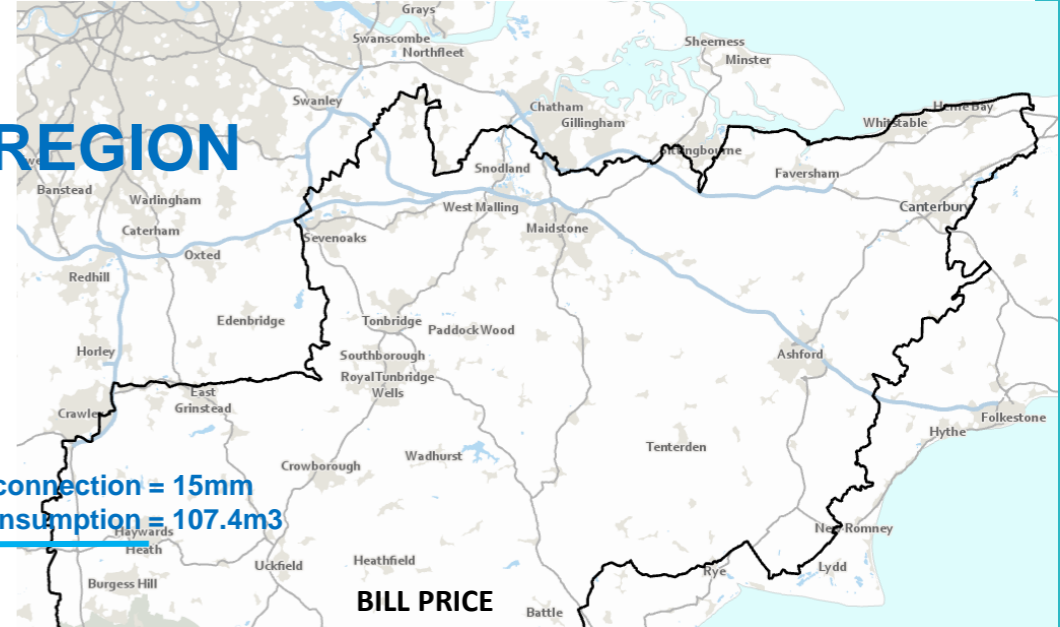 Grays
Swanscombe
Northfleet
Sheerness
Minster
Swanley
Chatham
Gillingham
Herne Bay
Whitstable
REGION
Sittingbourne
Snodland
Faversham
Banstead
Warlingham
West Malling
Canterbury
Caterham
Sevenoaks
Maidstone
Oxted
Redhill
Edenbridge
Tonbridge
Paddock Wood
Horley
Southborough
Ashford
Royal Tunbridge
Wells
East
Grinstead
Crawle
Folkestone
Hythe
Tenterden
Wadhurst
Crowborough
connection = 15mm
nsumption = 107.4m3
Haywards
Heath
New Romney
Heathfield
Uckfield
Lydd
Rye
Burgess Hill
BILL PRICE
Battle